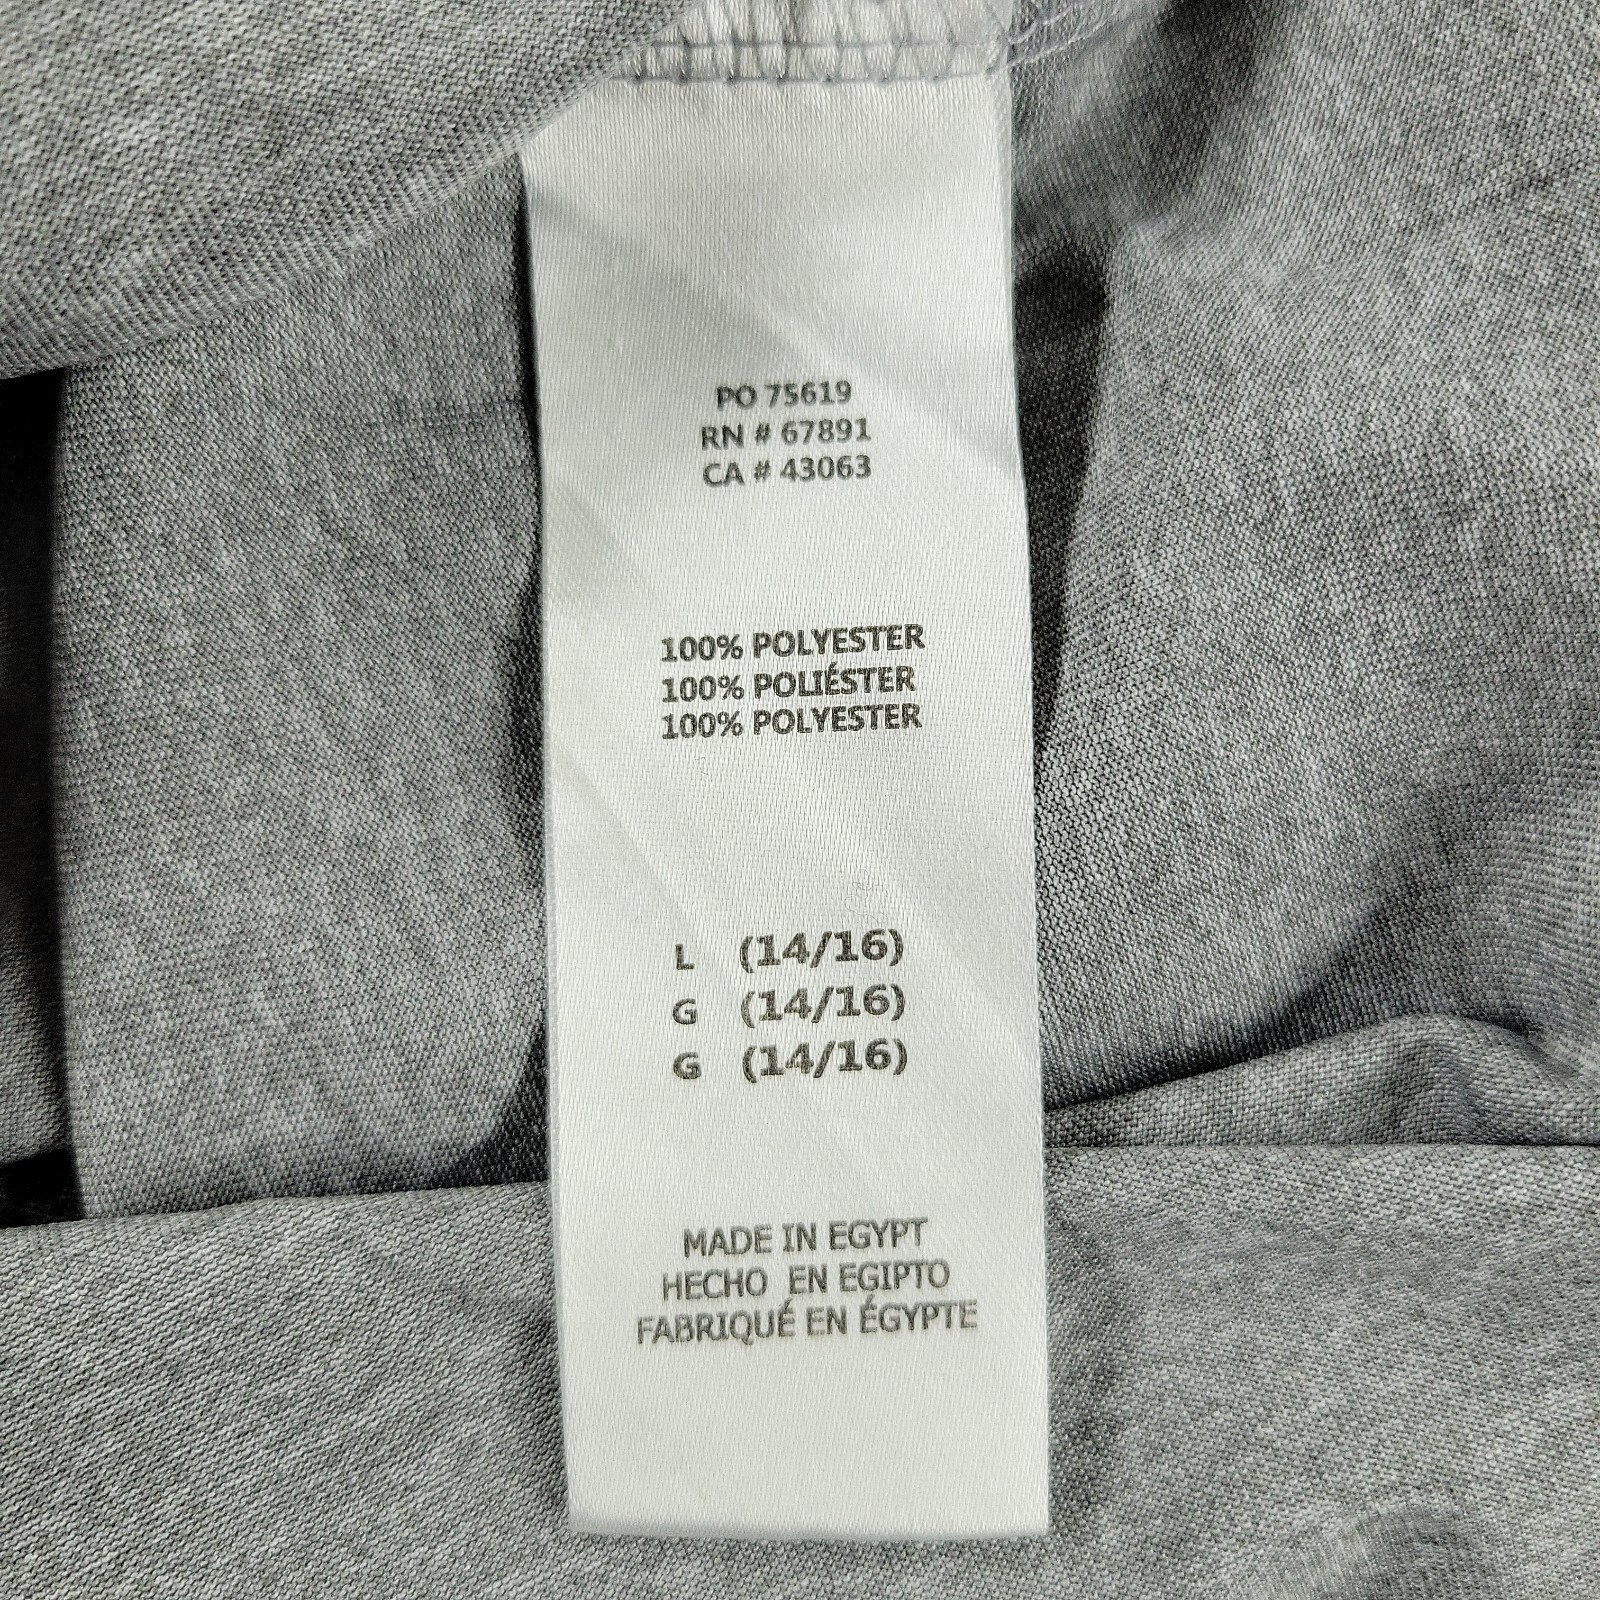 PO 75619
RN # 67891
CA # 43063
100% POLYESTER
100% POLIÉSTER
100% POLYESTER
L (14/16)
G (14/16)
G (14/16)
MADE IN EGYPT
HECHO EN EGIPTO
FABRIQUÉ EN ÉGYPTE